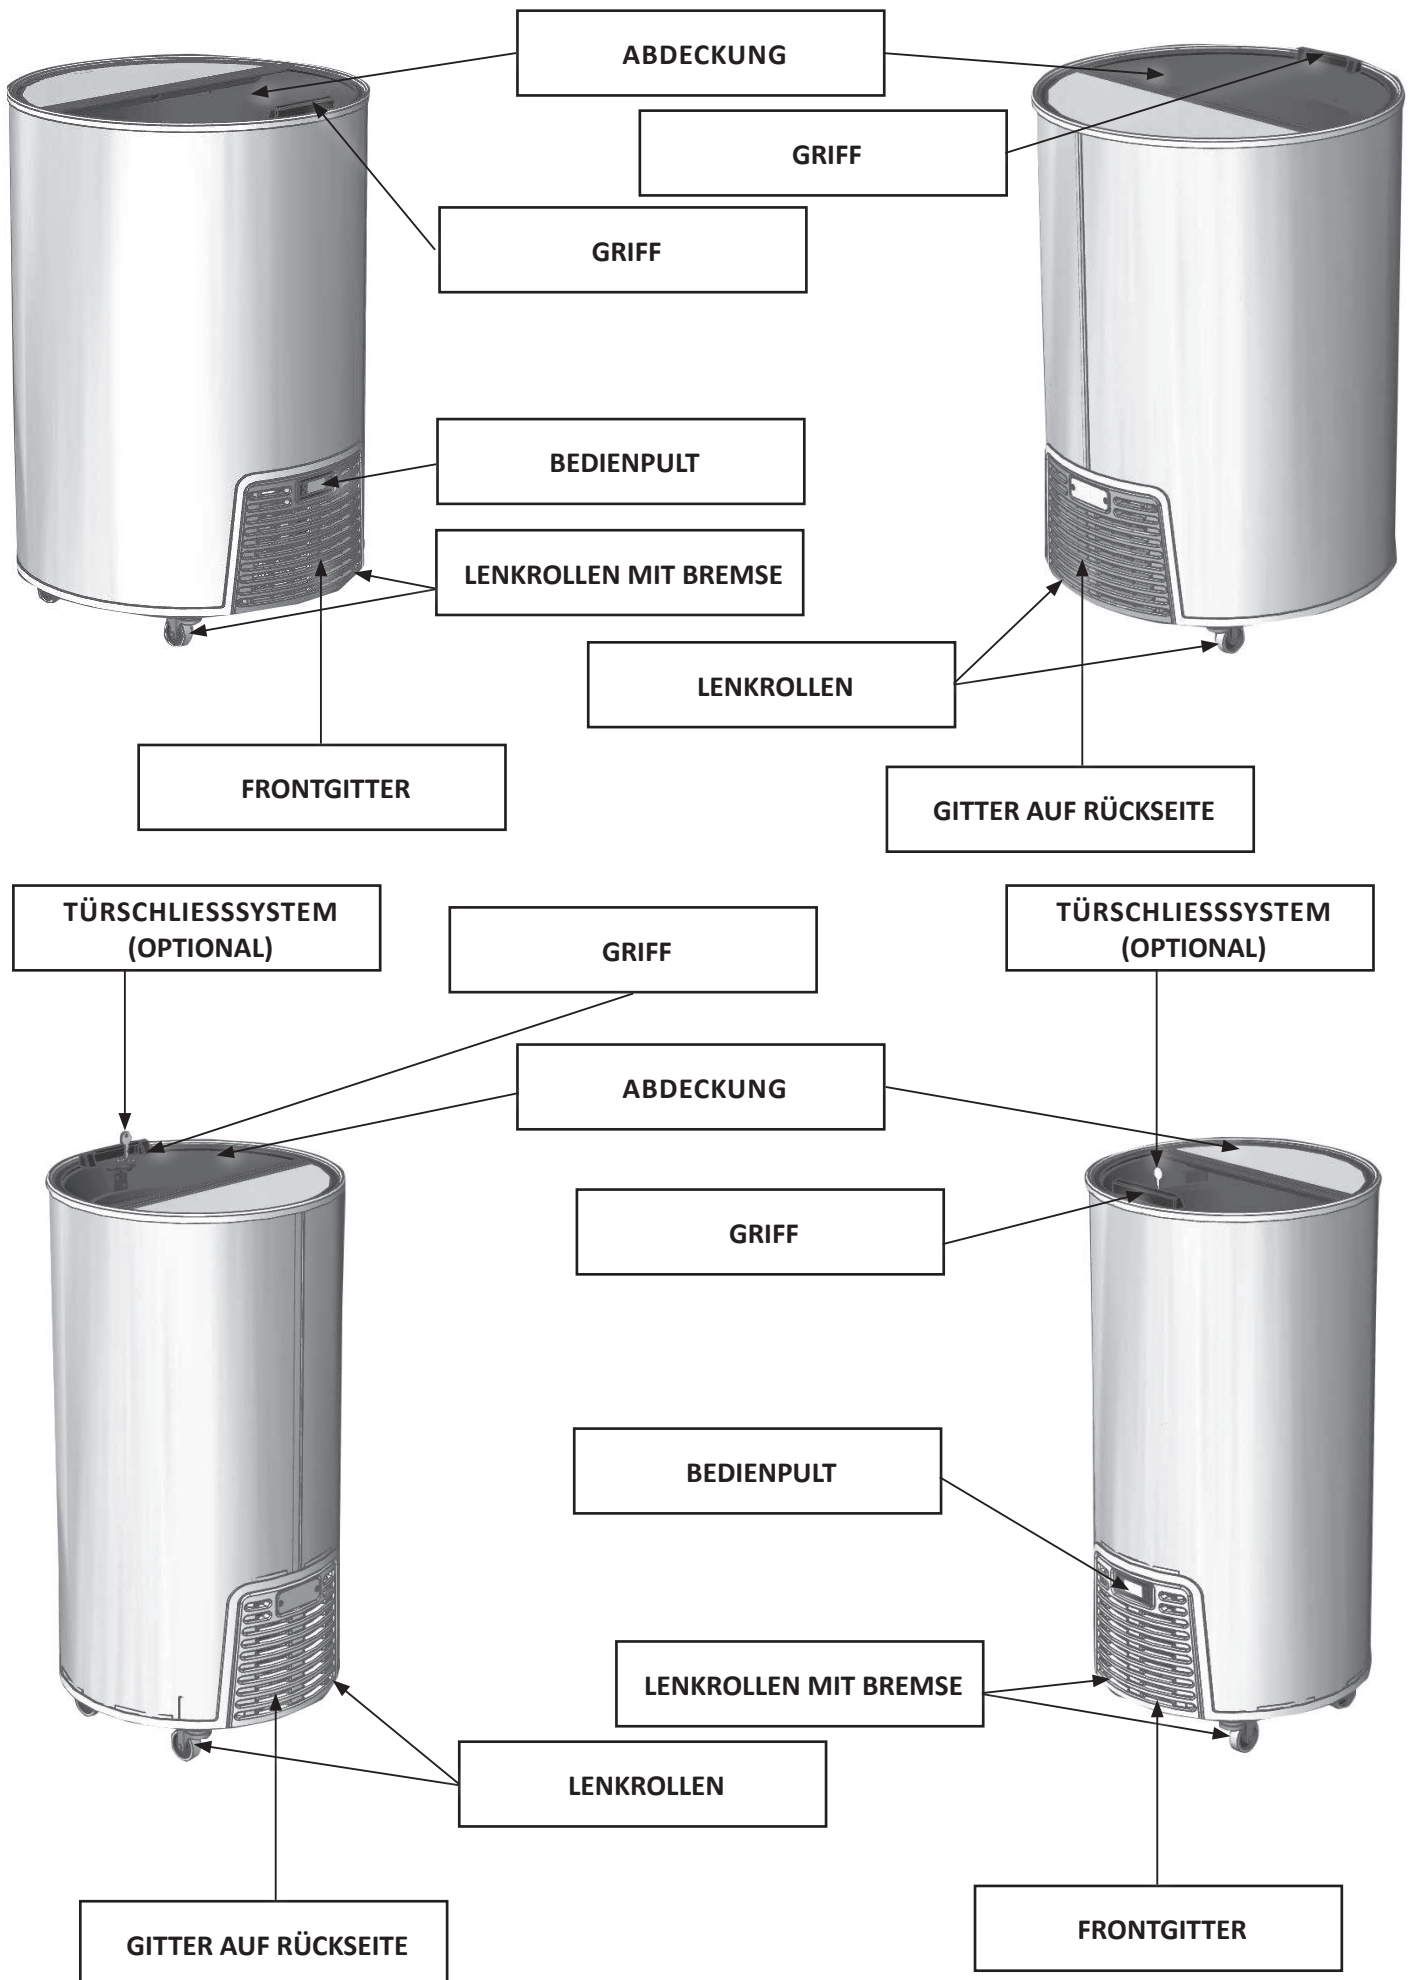 ABDECKUNG
GRIFF
GRIFF
BEDIENPULT
LENKROLLEN MIT BREMSE
LENKROLLEN
FRONTGITTER
GITTER AUF RÜCKSEITE
TÜRSCHLIESSSYSTEM
(OPTIONAL)
GRIFF
TÜRSCHLIESSSYSTEM
(OPTIONAL)
ABDECKUNG
GRIFF
BEDIENPULT
LENKROLLEN MIT BREMSE
LENKROLLEN
GITTER AUF RÜCKSEITE
FRONTGITTER